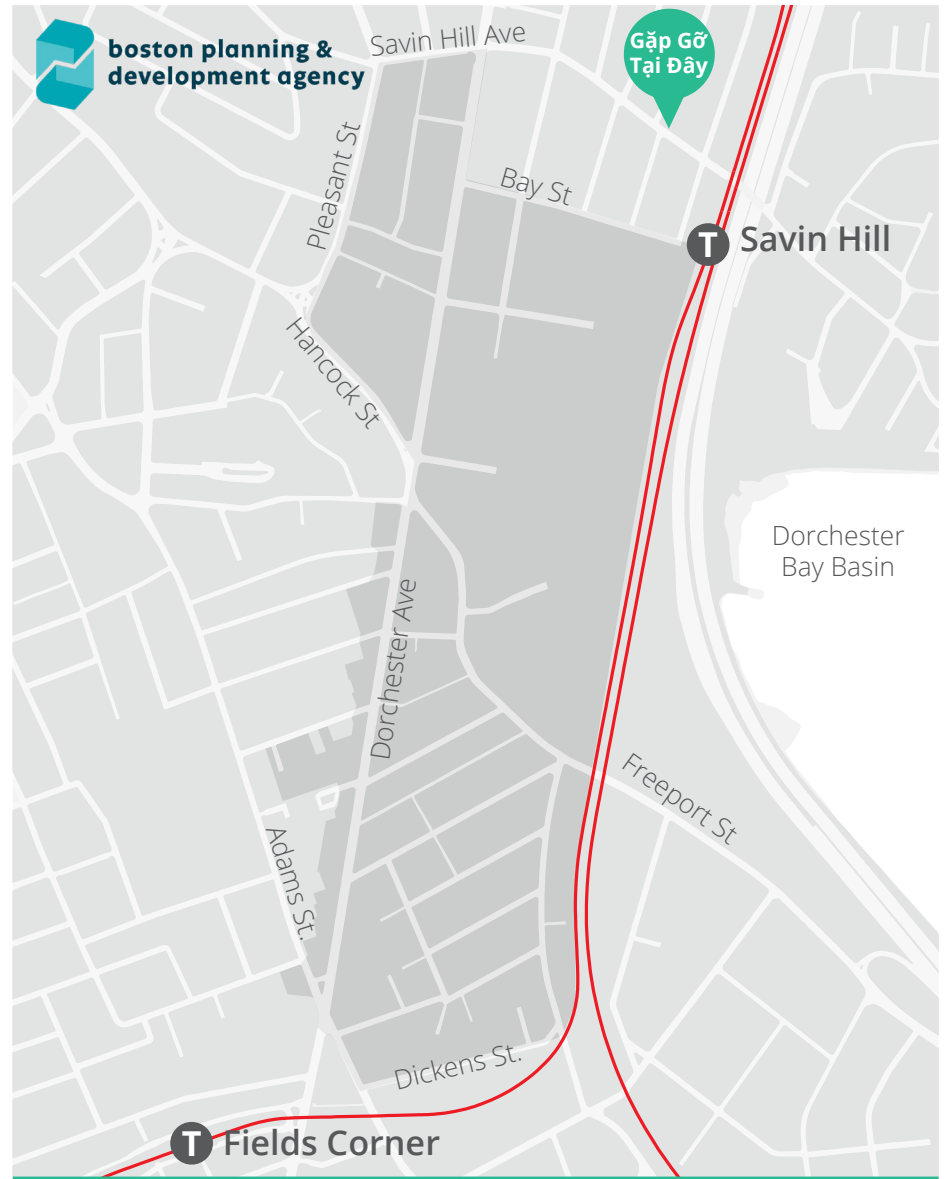 boston planning &
development agency
Savin Hill Ave
Gặp Gỡ
Tại Đây
Pleasant St
Bay St
T Savin Hill
Hancock St
Dorchester
Bay Basin
Dorchester Ave
Freeport St
Adams St.
Dickens St.
T Fields Corner